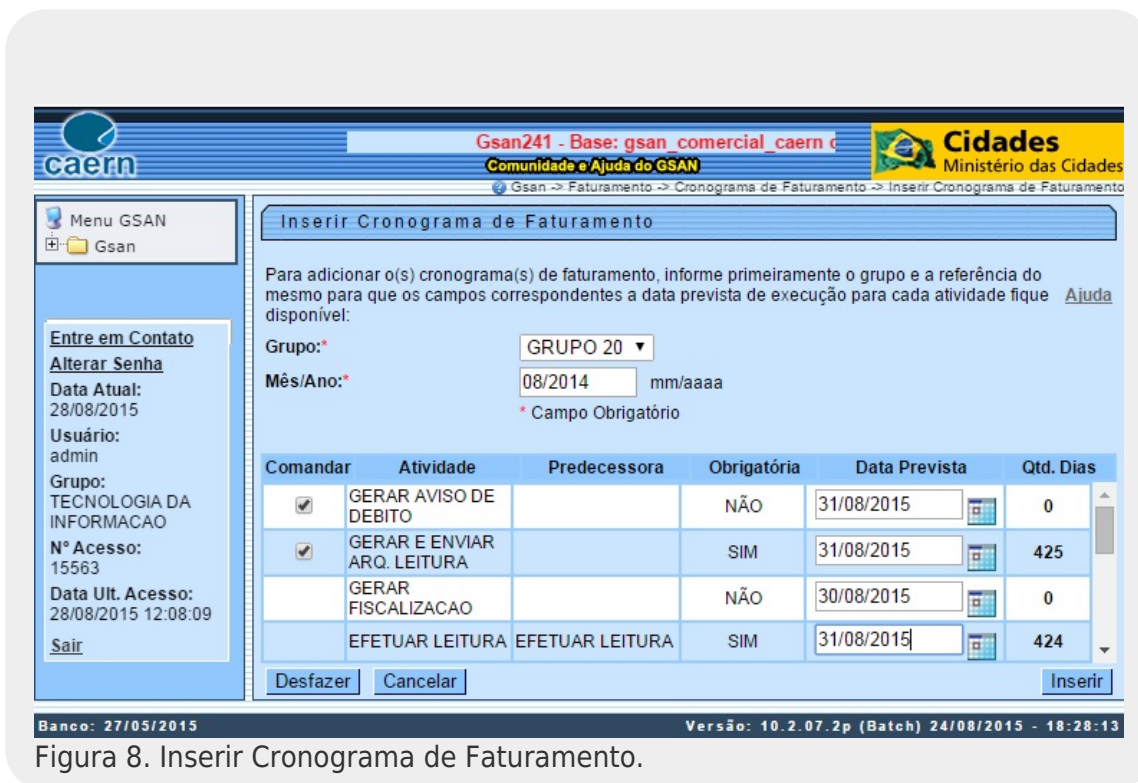 caern
Gsan241 - Base: gsan_comercial_caern
Comunidade e Ajuda do GSAN
Cidades
Ministério das Cidades
Gsan -> Faturamento -> Cronograma de Faturamento -> Inserir Cronograma de Faturamento
Menu GSAN
Gsan
Entre em Contato
Alterar Senha
Data Atual:
28/08/2015
Usuário:
admin
Grupo:
TECNOLOGIA DA
INFORMACAO
Nº Acesso:
15563
Data Ult. Acesso:
28/08/2015 12:08:09
Sair
Inserir Cronograma de Faturamento
Para adicionar o(s) cronograma(s) de faturamento, informe primeiramente o grupo e a referência do
mesmo para que os campos correspondentes a data prevista de execução para cada atividade fique Ajuda
disponível:
Grupo:* GRUPO 20
Mês/Ano:* 08/2014 mm/aaaa
* Campo Obrigatório
Comandar Atividade Predecessora Obrigatória Data Prevista Qtd. Dias
GERAR AVISO DE
DEBITO NÃO 31/08/2015 0
GERAR E ENVIAR
ARQ. LEITURA SIM 31/08/2015 425
GERAR
FISCALIZACAO NÃO 30/08/2015 0
EFETUAR LEITURA EFETUAR LEITURA SIM 31/08/2015 424
Desfazer Cancelar Inserir
Banco: 27/05/2015 Versão: 10.2.07.2p (Batch) 24/08/2015 - 18:28:13
Figura 8. Inserir Cronograma de Faturamento.